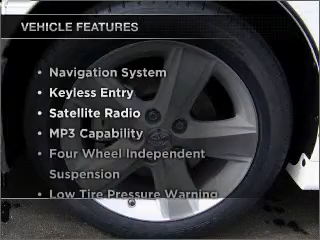 VEHICLE FEATURES
• Navigation System
• Keyless Entry
• Satellite Radio
• MP3 Capability
• Four Wheel Independent
Suspension
• Low Tire Pressure Warning